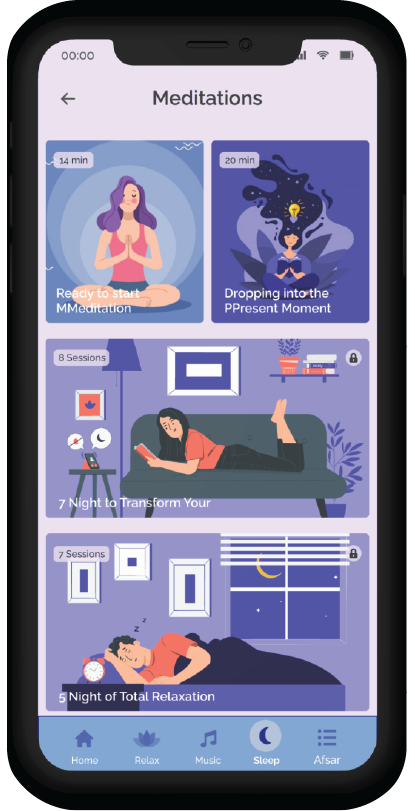 00:00
Meditations
14 min
20 min
Ready to start
MMeditation
Dropping into the
PPresent Moment
8 Sessions
7 Night to Transform Your
7 Sessions
z z
5 Night of Total Relaxation
Home
Relax
Music
Sleep
Afsar